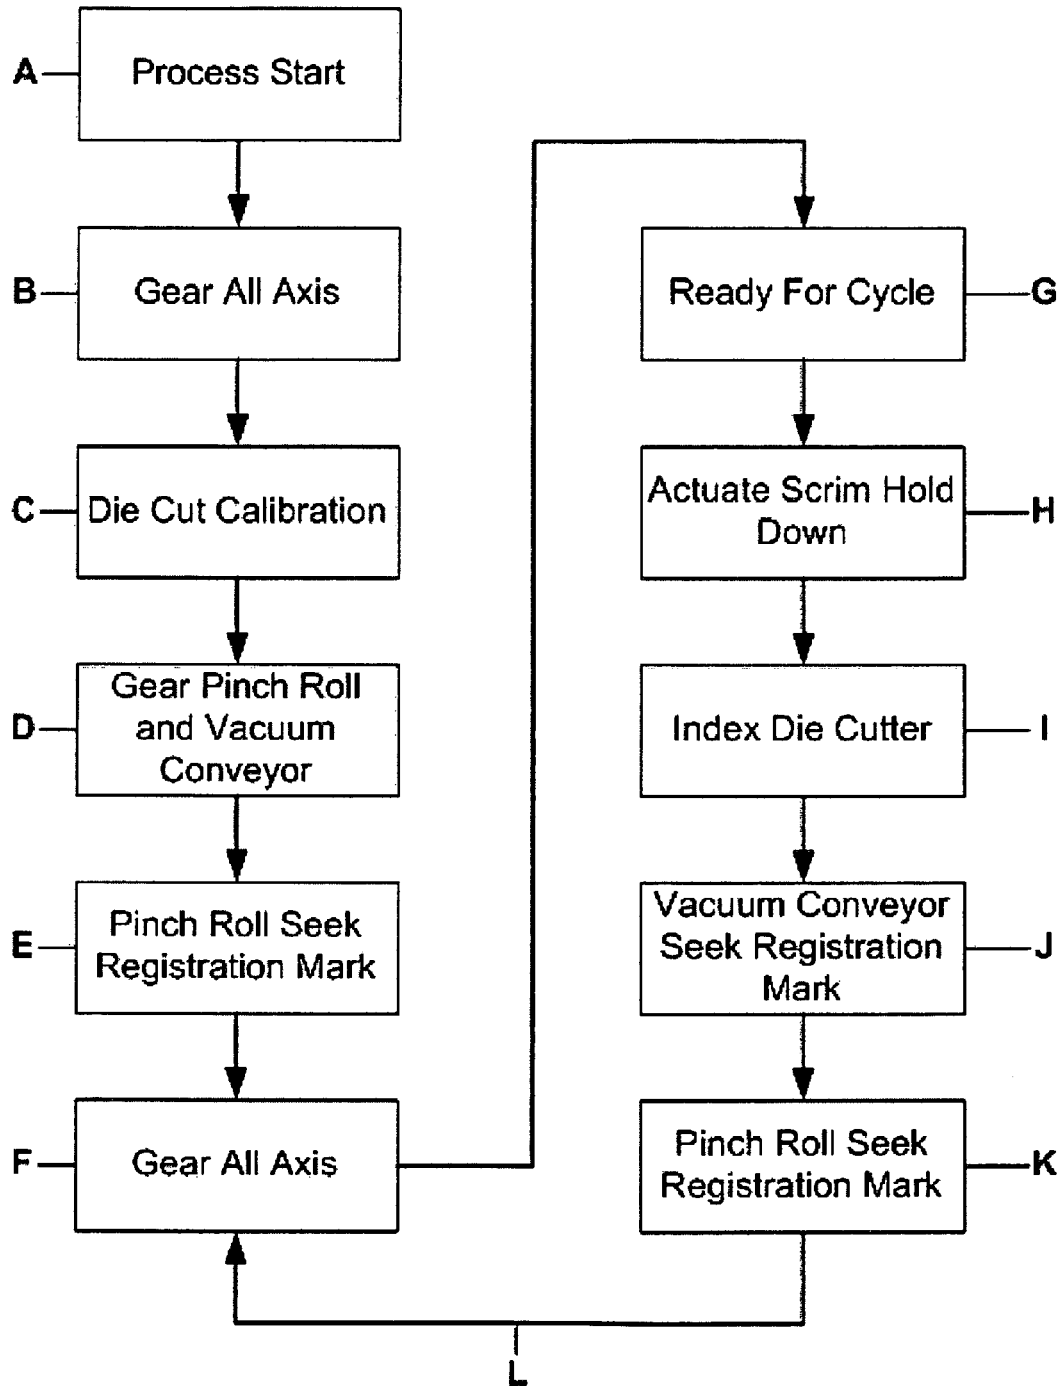 A
Process Start
B
Gear All Axis
C
Die Cut Calibration
D
Gear Pinch Roll
and Vacuum
Conveyor
E
Pinch Roll Seek
Registration Mark
F
Gear All Axis
Ready For Cycle
G
Actuate Scrim Hold
Down
H
Index Die Cutter
I
Vacuum Conveyor
Seek Registration
Mark
J
Pinch Roll Seek
Registration Mark
K
L